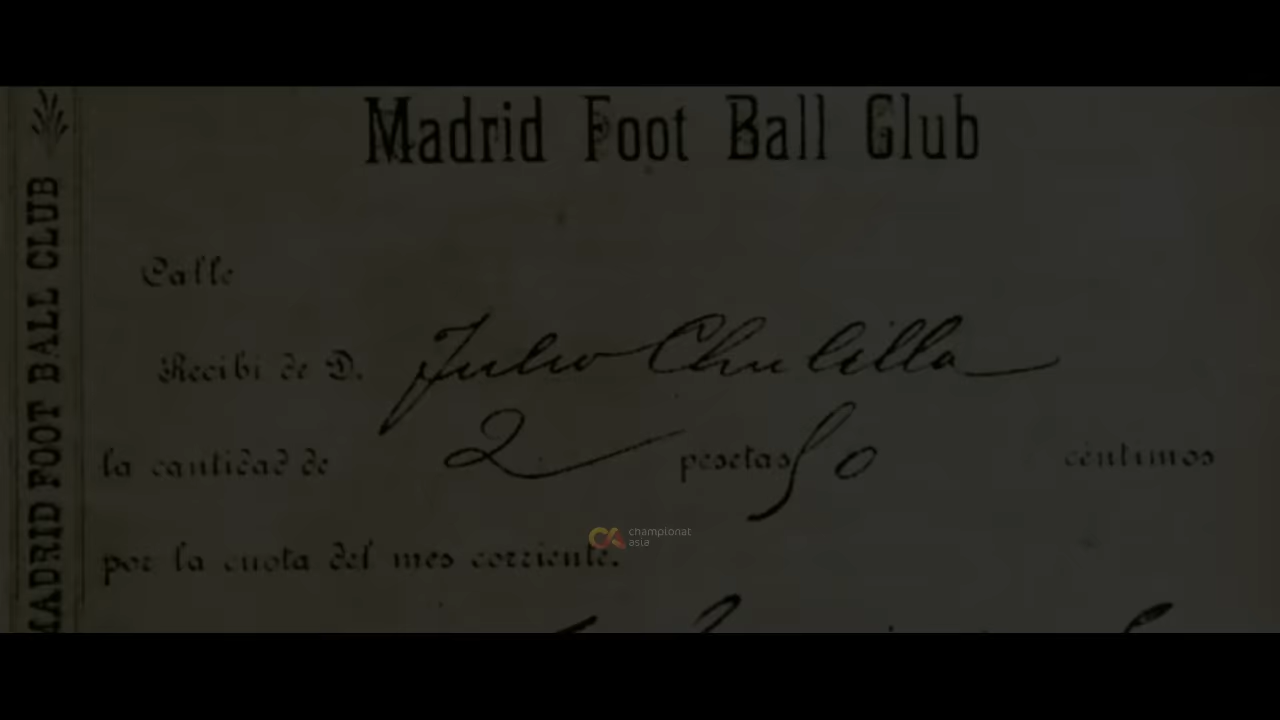 Madrid Foot Ball Club
MADRID FOOT BALL CLUB
Calle
Recibi de D. Julio Chulilla
la cantidad de 2 pesetas 50 céntimos
por la cuota del mes corriente.
championat
asia